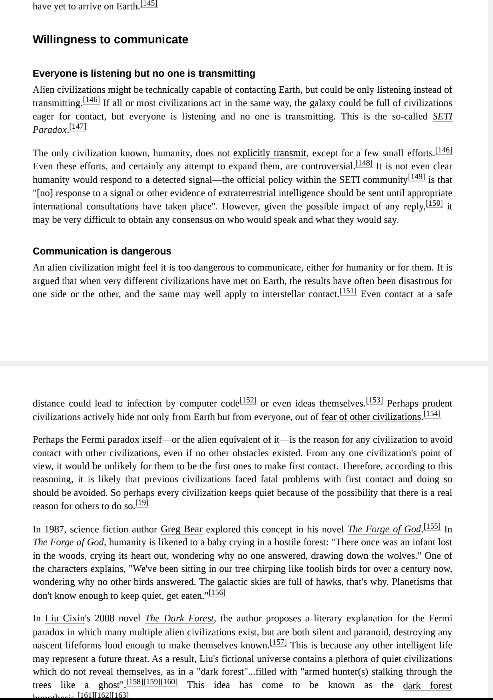 have yet to arrive on Earth.[145]
Willingness to communicate
Everyone is listening but no one is transmitting
Alien civilizations might be technically capable of contacting Earth, but could be only listening instead of
transmitting.[146] If all or most civilizations act in the same way, the galaxy could be full of civilizations
eager for contact, but everyone is listening and no one is transmitting. This is the so-called SETI
Paradox.[147]
The only civilization known, humanity, does not explicitly transmit, except for a few small efforts.[146]
Even these efforts, and certainly any attempt to expand them, are controversial.[148] It is not even clear
humanity would respond to a detected signal—the official policy within the SETI community[149] is that
"[no] response to a signal or other evidence of extraterrestrial intelligence should be sent until appropriate
international consultations have taken place". However, given the possible impact of any reply,[150] it
may be very difficult to obtain any consensus on who would speak and what they would say.
Communication is dangerous
An alien civilization might feel it is too dangerous to communicate, either for humanity or for them. It is
argued that when very different civilizations have met on Earth, the results have often been disastrous for
one side or the other, and the same may well apply to interstellar contact.[151] Even contact at a safe
distance could lead to infection by computer code[152] or even ideas themselves.[153] Perhaps prudent
civilizations actively hide not only from Earth but from everyone, out of fear of other civilizations.[154]
Perhaps the Fermi paradox itself—or the alien equivalent of it—is the reason for any civilization to avoid
contact with other civilizations, even if no other obstacles existed. From any one civilization's point of
view, it would be unlikely for them to be the first ones to make first contact. Therefore, according to this
reasoning, it is likely that previous civilizations faced fatal problems with first contact and doing so
should be avoided. So perhaps every civilization keeps quiet because of the possibility that there is a real
reason for others to do so.[19]
In 1987, science fiction author Greg Bear explored this concept in his novel The Forge of God.[155] In
The Forge of God, humanity is likened to a baby crying in a hostile forest: "There once was an infant lost
in the woods, crying its heart out, wondering why no one answered, drawing down the wolves." One of
the characters explains, "We've been sitting in our tree chirping like foolish birds for over a century now,
wondering why no other birds answered. The galactic skies are full of hawks, that's why. Planetisms that
don't know enough to keep quiet, get eaten."[156]
In Liu Cixin's 2008 novel The Dark Forest, the author proposes a literary explanation for the Fermi
paradox in which many multiple alien civilizations exist, but are both silent and paranoid, destroying any
nascent lifeforms loud enough to make themselves known.[157] This is because any other intelligent life
may represent a future threat. As a result, Liu's fictional universe contains a plethora of quiet civilizations
which do not reveal themselves, as in a "dark forest"...filled with "armed hunter(s) stalking through the
trees like a ghost".[158][159][160] This idea has come to be known as the dark forest
hypothesis.[161][162][163]